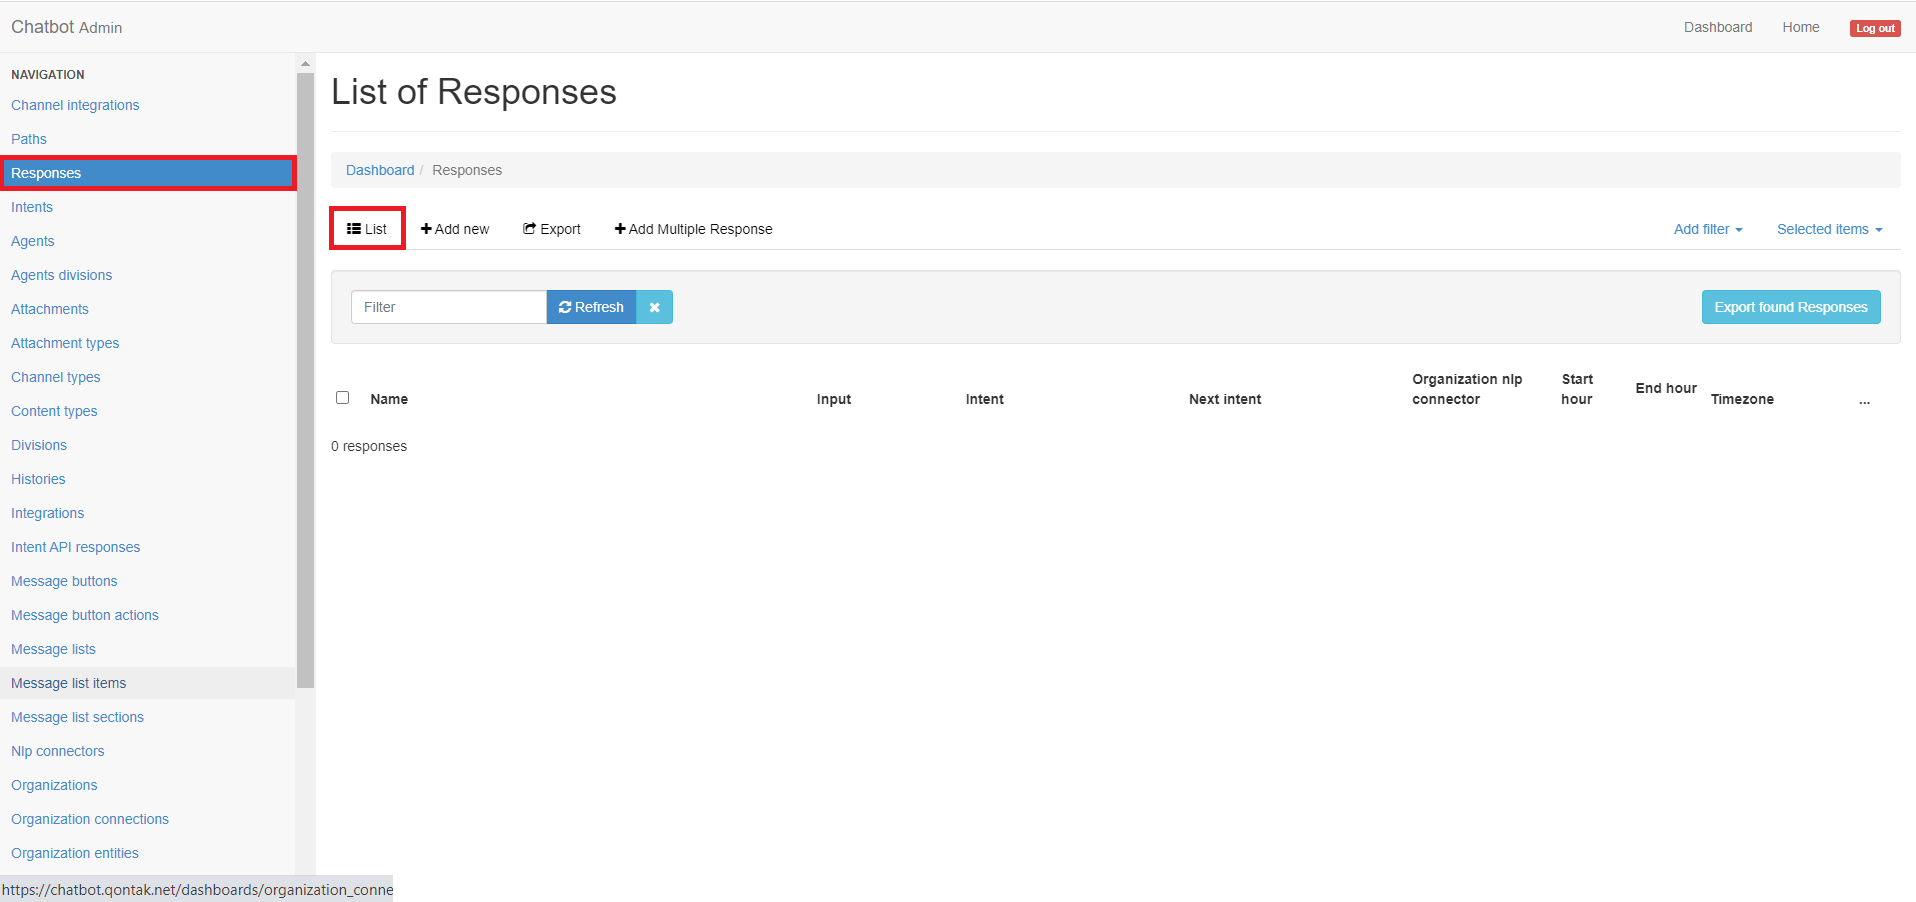 Chatbot Admin
Dashboard
Home
Log out
NAVIGATION
Channel integrations
Paths
Responses
Intents
Agents
Agents divisions
Attachments
Attachment types
Channel types
Content types
Divisions
Histories
Integrations
Intent API responses
Message buttons
Message button actions
Message lists
Message list items
Message list sections
Nlp connectors
Organizations
Organization connections
Organization entities
https://chatbot.qontak.net/dashboards/organization_conne
List of Responses
Dashboard / Responses
List
Add new
Export
Add Multiple Response
Add filter
Selected items
Filter
Refresh
Export found Responses
Name
Input
Intent
Next intent
Organization nlp
connector
Start
hour
End hour
Timezone
...
0 responses